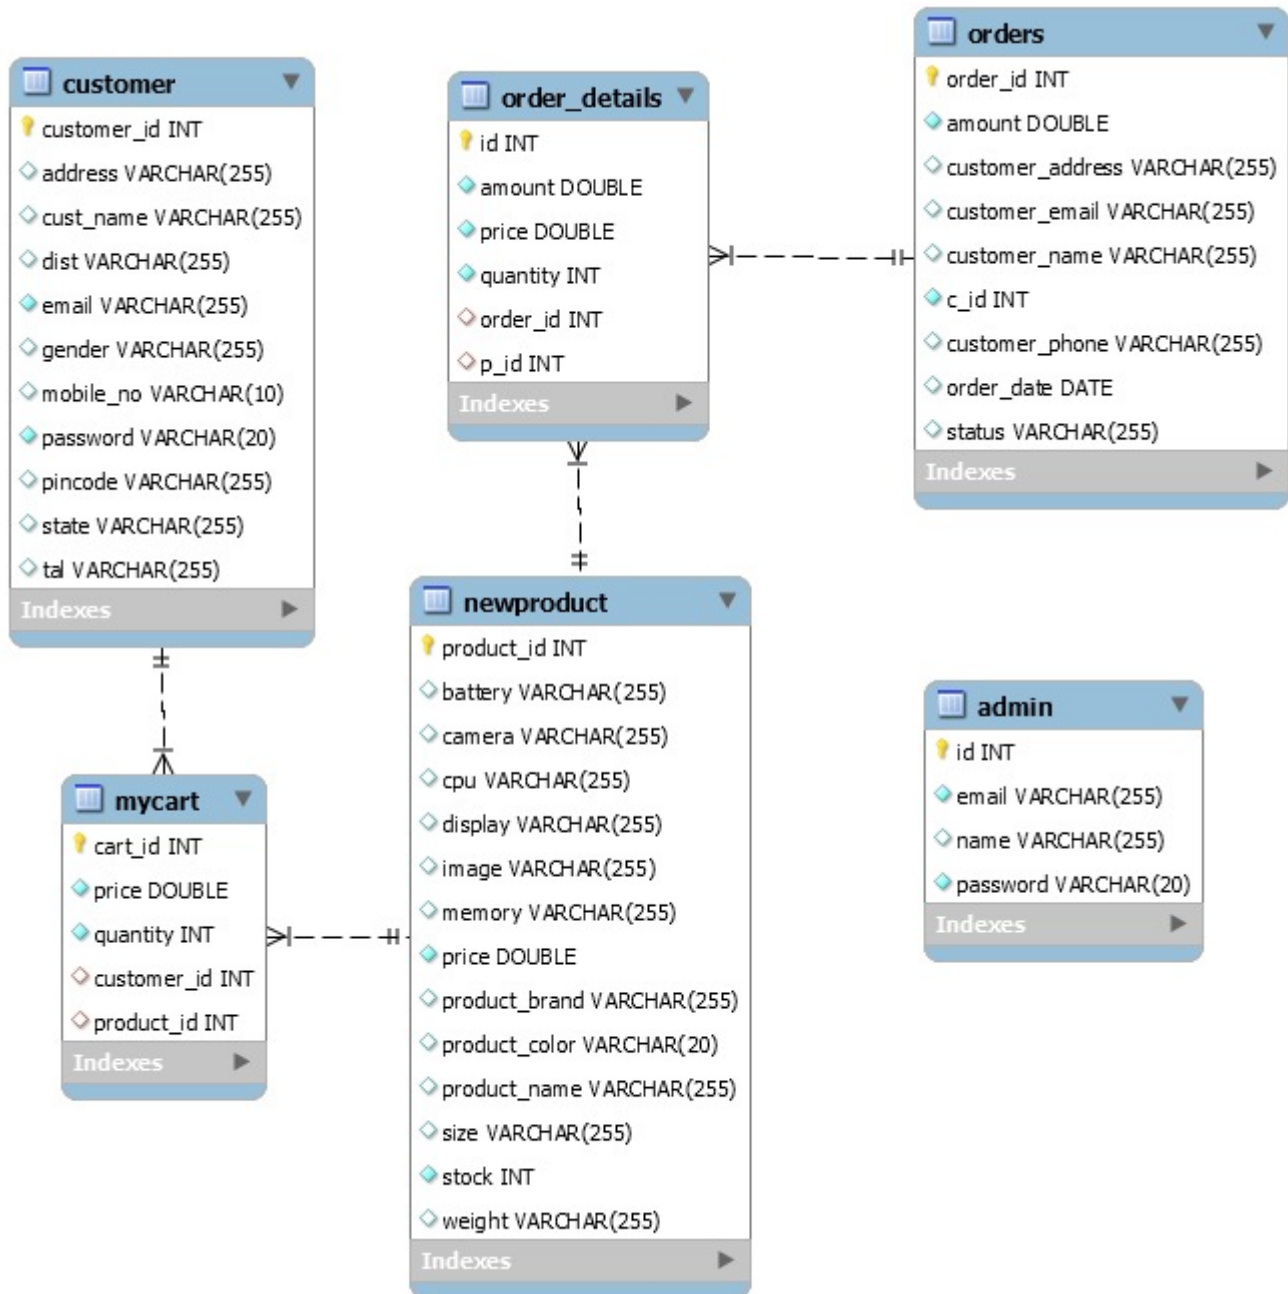 customer
customer_id INT
address VARCHAR(255)
cust_name VARCHAR(255)
dist VARCHAR(255)
email VARCHAR(255)
gender VARCHAR(255)
mobile_no VARCHAR(10)
password VARCHAR(20)
pincode VARCHAR(255)
state VARCHAR(255)
tal VARCHAR(255)
Indexes
order_details
id INT
amount DOUBLE
price DOUBLE
quantity INT
order_id INT
p_id INT
Indexes
orders
order_id INT
amount DOUBLE
customer_address VARCHAR(255)
customer_email VARCHAR(255)
customer_name VARCHAR(255)
c_id INT
customer_phone VARCHAR(255)
order_date DATE
status VARCHAR(255)
Indexes
mycart
cart_id INT
price DOUBLE
quantity INT
customer_id INT
product_id INT
Indexes
newproduct
product_id INT
battery VARCHAR(255)
camera VARCHAR(255)
cpu VARCHAR(255)
display VARCHAR(255)
image VARCHAR(255)
memory VARCHAR(255)
price DOUBLE
product_brand VARCHAR(255)
product_color VARCHAR(20)
product_name VARCHAR(255)
size VARCHAR(255)
stock INT
weight VARCHAR(255)
Indexes
admin
id INT
email VARCHAR(255)
name VARCHAR(255)
password VARCHAR(20)
Indexes